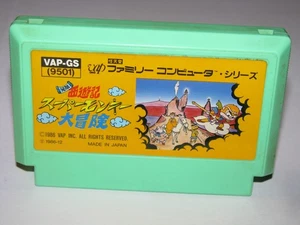 VAP-GS
(9501)
VAP ファミリー コンピュータ・シリーズ
西遊記
スーパーモンキー
大冒険
©1986 VAP INC. ALL RIGHTS RESERVED.
MADE IN JAPAN